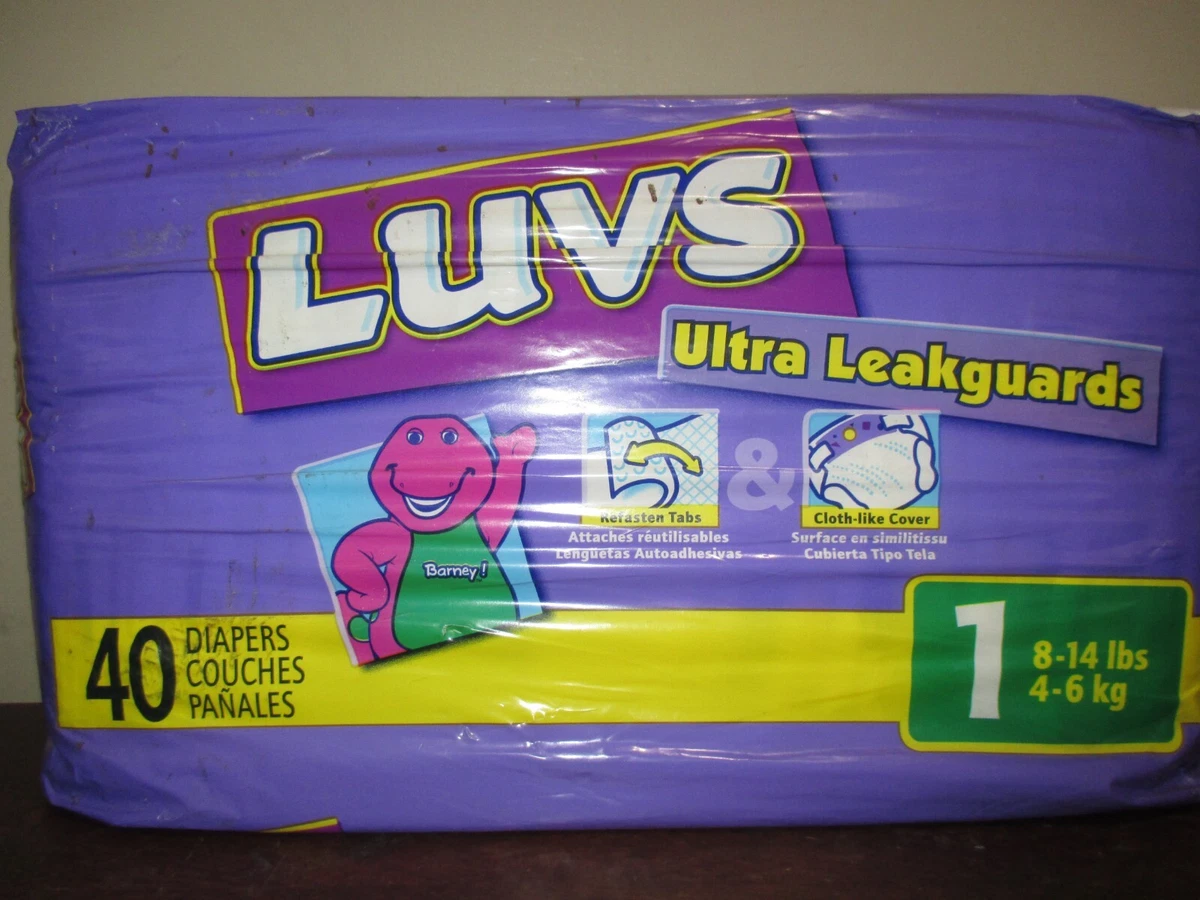 LUVS
Ultra Leakguards
&
Refasten Tabs
Attaches réutilisables
Lengüetas Autoadhesivas
Cloth-like Cover
Surface en similitissu
Cubierta Tipo Tela
Barney!
40
DIAPERS
COUCHES
PAÑALES
1
8-14 lbs
4-6 kg